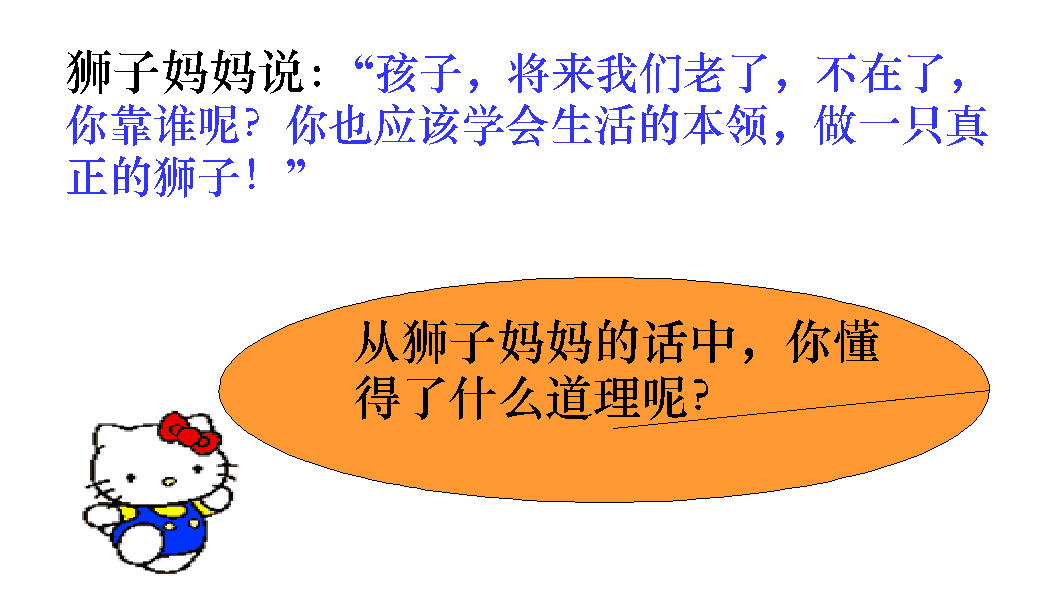 狮子妈妈说：“孩子，将来我们老了，不在了，
你靠谁呢？你也应该学会生活的本领，做一只真
正的狮子！”
从狮子妈妈的话中，你懂
得了什么道理呢？